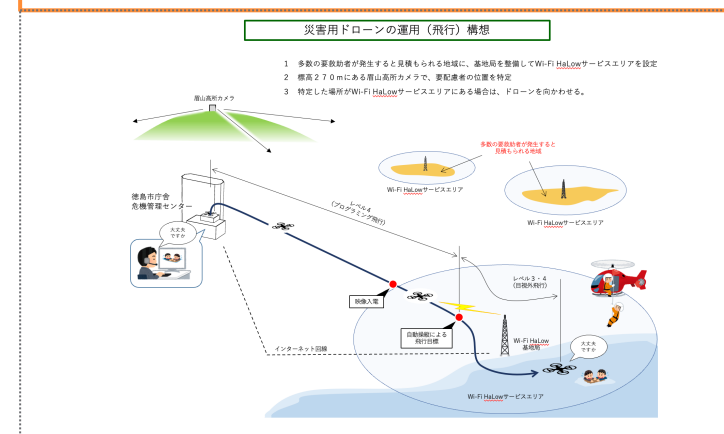 災害用ドローンの運用（飛行）構想
1 多数の要救助者が発生すると見積もられる地域に、基地局を整備してWi-Fi HaLowサービスエリアを設定
2 標高２７０mにある眉山高所カメラで、要配慮者の位置を特定
3 特定した場所がWi-Fi HaLowサービスエリアにある場合は、ドローンを向かわせる。
眉山高所カメラ
多数の要救助者が発生すると
見積もられる地域
Wi-Fi HaLowサービスエリア
Wi-Fi HaLowサービスエリア
徳島市庁舎
危機管理センター
レベル４
（プログラミング飛行）
大丈夫
ですか
レベル３・４
（目視外飛行）
映像入電
自動操縦による
飛行目標
Wi-Fi HaLow
基地局
大丈夫
ですか
インターネット回線
Wi-Fi HaLowサービスエリア